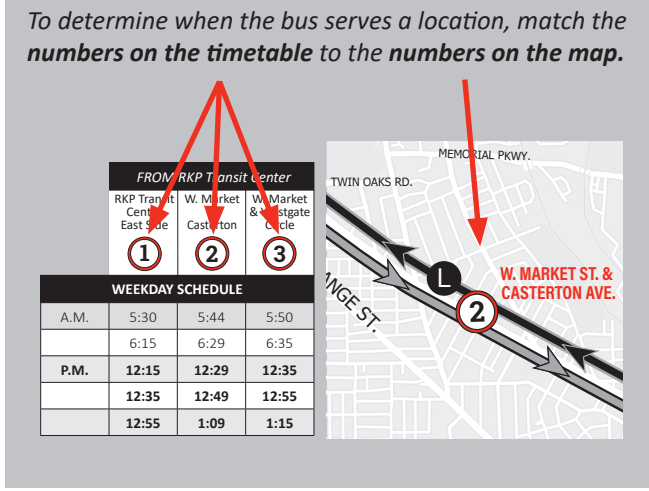 To determine when the bus serves a location, match the
numbers on the timetable to the numbers on the map.
FROM RKP Transit Center
RKP Transit Center East Side
W. Market Casterton
W. Market & Westgate Circle
1 2 3
WEEKDAY SCHEDULE
A.M. 5:30 5:44 5:50
6:15 6:29 6:35
P.M. 12:15 12:29 12:35
12:35 12:49 12:55
12:55 1:09 1:15
MEMORIAL PKWY.
TWIN OAKS RD.
L
W. MARKET ST. &
CASTERTON AVE.
2
ANGE ST.